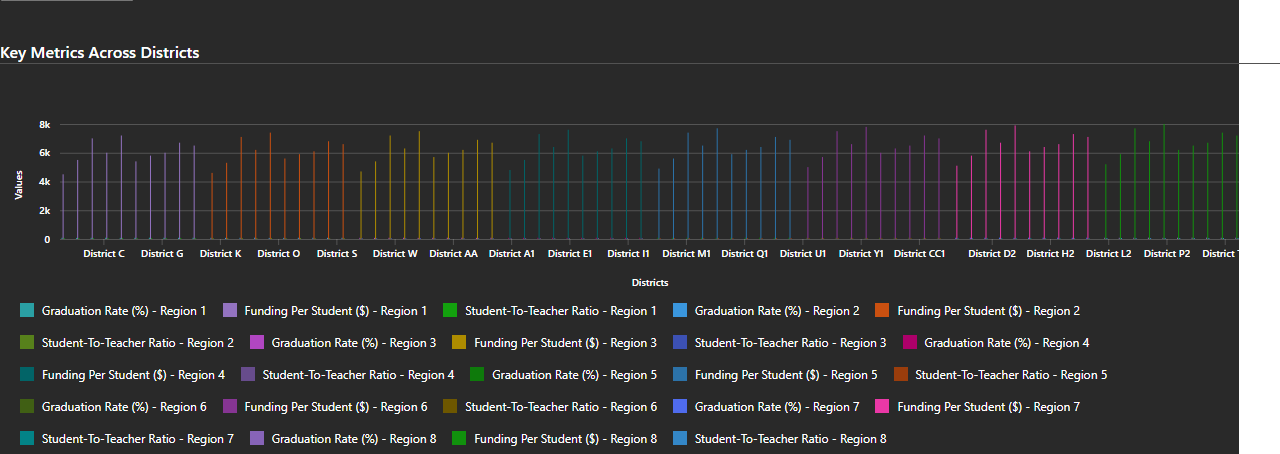 Key Metrics Across Districts
8k
6k
4k
2k
0
Values
District C District G District K District O District S District W District AA District A1 District E1 District I1 District M1 District Q1 District U1 District Y1 District CC1 District D2 District H2 District L2 District P2 District
Districts
Graduation Rate (%) - Region 1 Funding Per Student ($) - Region 1 Student-To-Teacher Ratio - Region 1 Graduation Rate (%) - Region 2 Funding Per Student ($) - Region 2
Student-To-Teacher Ratio - Region 2 Graduation Rate (%) - Region 3 Funding Per Student ($) - Region 3 Student-To-Teacher Ratio - Region 3 Graduation Rate (%) - Region 4
Funding Per Student ($) - Region 4 Student-To-Teacher Ratio - Region 4 Graduation Rate (%) - Region 5 Funding Per Student ($) - Region 5 Student-To-Teacher Ratio - Region 5
Graduation Rate (%) - Region 6 Funding Per Student ($) - Region 6 Student-To-Teacher Ratio - Region 6 Graduation Rate (%) - Region 7 Funding Per Student ($) - Region 7
Student-To-Teacher Ratio - Region 7 Graduation Rate (%) - Region 8 Funding Per Student ($) - Region 8 Student-To-Teacher Ratio - Region 8